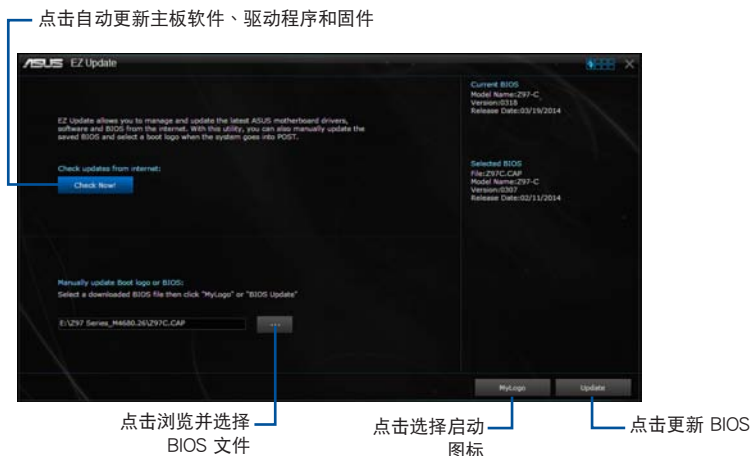 点击自动更新主板软件、驱动程序和固件
ASUS EZ Update
Current BIOS
Model Name:Z97-C
Version:0318
Release Date:03/19/2014
EZ Update allows you to manage and update the latest ASUS motherboard drivers,
software and BIOS from the internet. With this utility, you can also manually update the
saved BIOS and select a boot logo when the system goes into POST.
Check updates from internet:
Check Now!
Selected BIOS
File:Z97C.CAP
Model Name:Z97-C
Version:0307
Release Date:02/11/2014
Manually update Boot logo or BIOS:
Select a downloaded BIOS file then click "MyLogo" or "BIOS Update"
E:\Z97 Series_M4680.26\Z97C.CAP
...
MyLogo
Update
点击浏览并选择
BIOS 文件
点击选择启动
图标
点击更新 BIOS